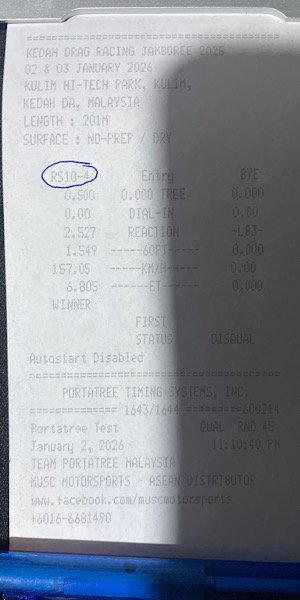 KEDAH DRAG RACING JAMBOREE 2026
02 & 03 JANUARY 2026
KULIM HI-TECH PARK, KULIM,
KEDAH DA, MALAYSIA
LENGTH : 201M
SURFACE : NO-PREP / DRY
RS10-4 Entry BYE
0.500 0.000 TREE 0.000
0.00 DIAL-IN 0.00
2.527 REACTION -LB3-
1.549 -----60FT----- 0.000
157.05 -----KM/H----- 0.00
6.805 ------ET------ 0.000
WINNER
FIRST
STATUS DISQUAL
Autostart Disabled
PORTATREE TIMING SYSTEMS, INC.
============ 1643/1644 =========600214
Portatree Test QUAL RND 45
January 2, 2026 11:10:40 PM
TEAM PORTATREE MALAYSIA
MUSC MOTORSPORTS - ASEAN DISTRIBUTOR
www.facebook.com/muscmotorsports
+6016-6681490